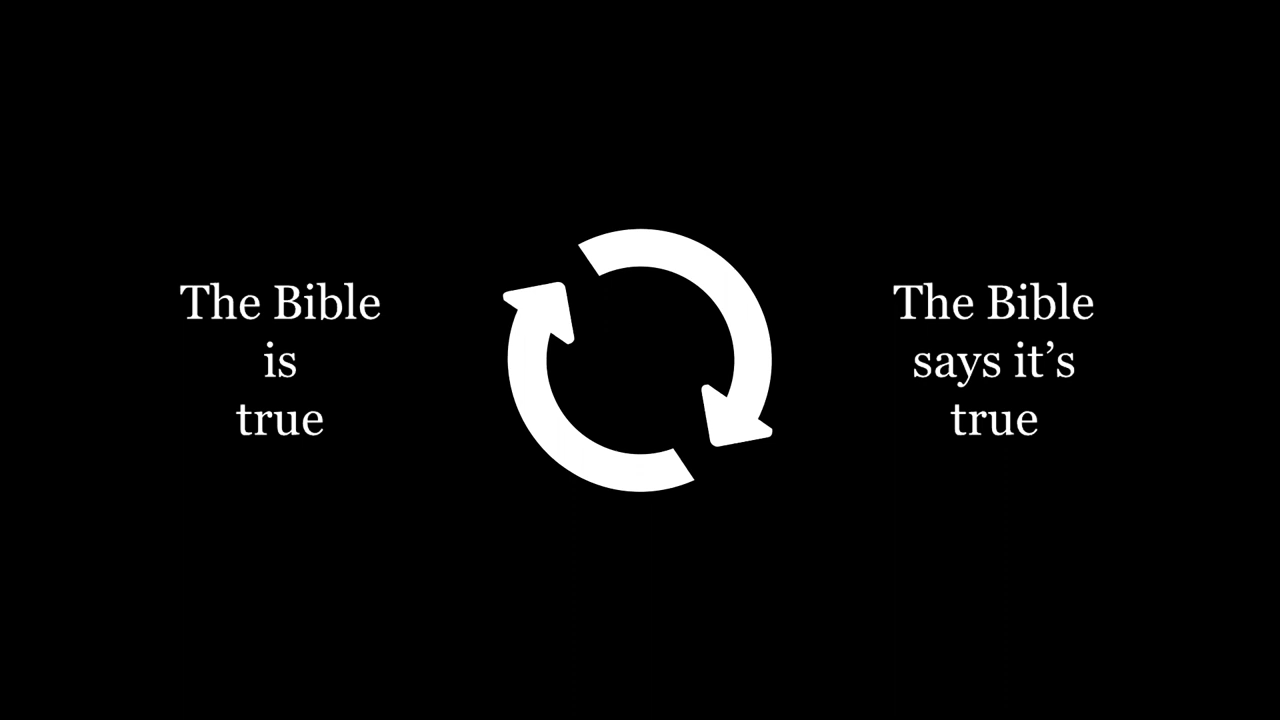 The Bible
is
true
The Bible
says it’s
true